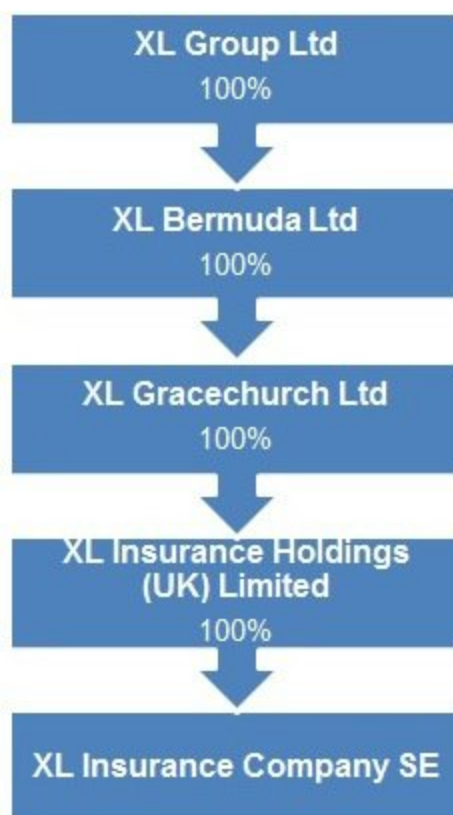 XL Group Ltd
100%
XL Bermuda Ltd
100%
XL Gracechurch Ltd
100%
XL Insurance Holdings
(UK) Limited
100%
XL Insurance Company SE